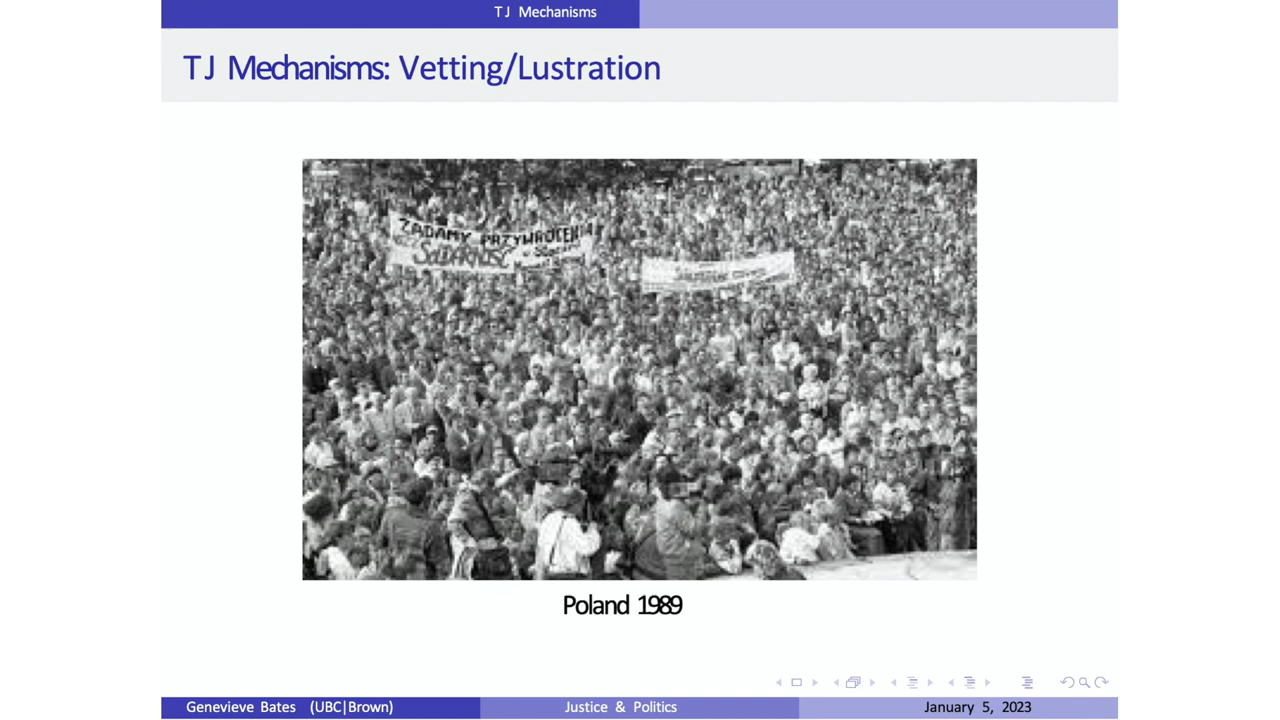 TJ Mechanisms
TJ Mechanisms: Vetting/Lustration
ŻĄDAMY PRZYWRÓCENIA
SOLIDARNOŚĆ
Poland 1989
Genevieve Bates (UBC|Brown)
Justice & Politics
January 5, 2023